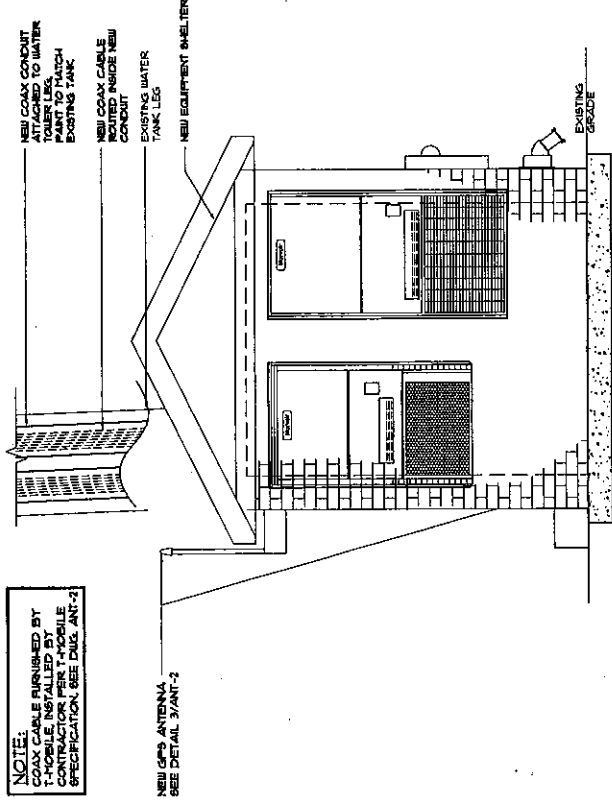 NEW COAX CONDUIT
ATTACHED TO WATER
TOWER LEG,
PAINT TO MATCH
EXISTING TANK
NEW COAX CABLE
ROUTED INSIDE NEW
CONDUIT
EXISTING WATER
TANK LEG
NEW EQUIPMENT SHELTER
NOTE:
COAX CABLE FURNISHED BY
T-MOBILE, INSTALLED BY
CONTRACTOR PER T-MOBILE
SPECIFICATION, SEE DWG. ANT-2
NEW GPS ANTENNA,
SEE DETAIL 3/ANT-2
EXISTING
GRADE